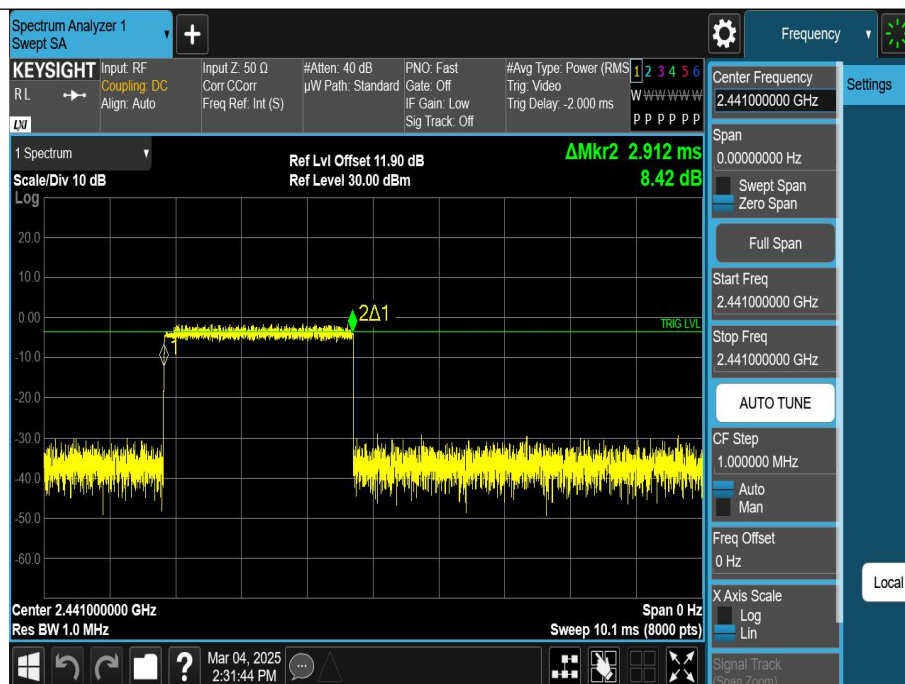 Spectrum Analyzer 1
Swept SA
Frequency
KEYSIGHT
RL
LXI
Input: RF
Coupling: DC
Align: Auto
Input Z: 50 Ω
Corr CCorr
Freq Ref: Int (S)
#Atten: 40 dB
µW Path: Standard
PNO: Fast
Gate: Off
IF Gain: Low
Sig Track: Off
#Avg Type: Power (RMS
Trig: Video
Trig Delay: -2.000 ms
1 2 3 4 5 6
W W W W W W
P P P P P P
1 Spectrum
Scale/Div 10 dB
Log
Ref Lvl Offset 11.90 dB
Ref Level 30.00 dBm
ΔMkr2 2.912 ms
8.42 dB
20.0
10.0
0.00
-10.0
-20.0
-30.0
-40.0
-50.0
-60.0
2Δ1
TRIG LVL
Center 2.441000000 GHz
Res BW 1.0 MHz
Span 0 Hz
Sweep 10.1 ms (8000 pts)
Mar 04, 2025
2:31:44 PM
Center Frequency
2.441000000 GHz
Span
0.00000000 Hz
Swept Span
Zero Span
Full Span
Start Freq
2.441000000 GHz
Stop Freq
2.441000000 GHz
AUTO TUNE
CF Step
1.000000 MHz
Auto
Man
Freq Offset
0 Hz
X Axis Scale
Log
Lin
Signal Track
(Span Zoom)
Settings
Local